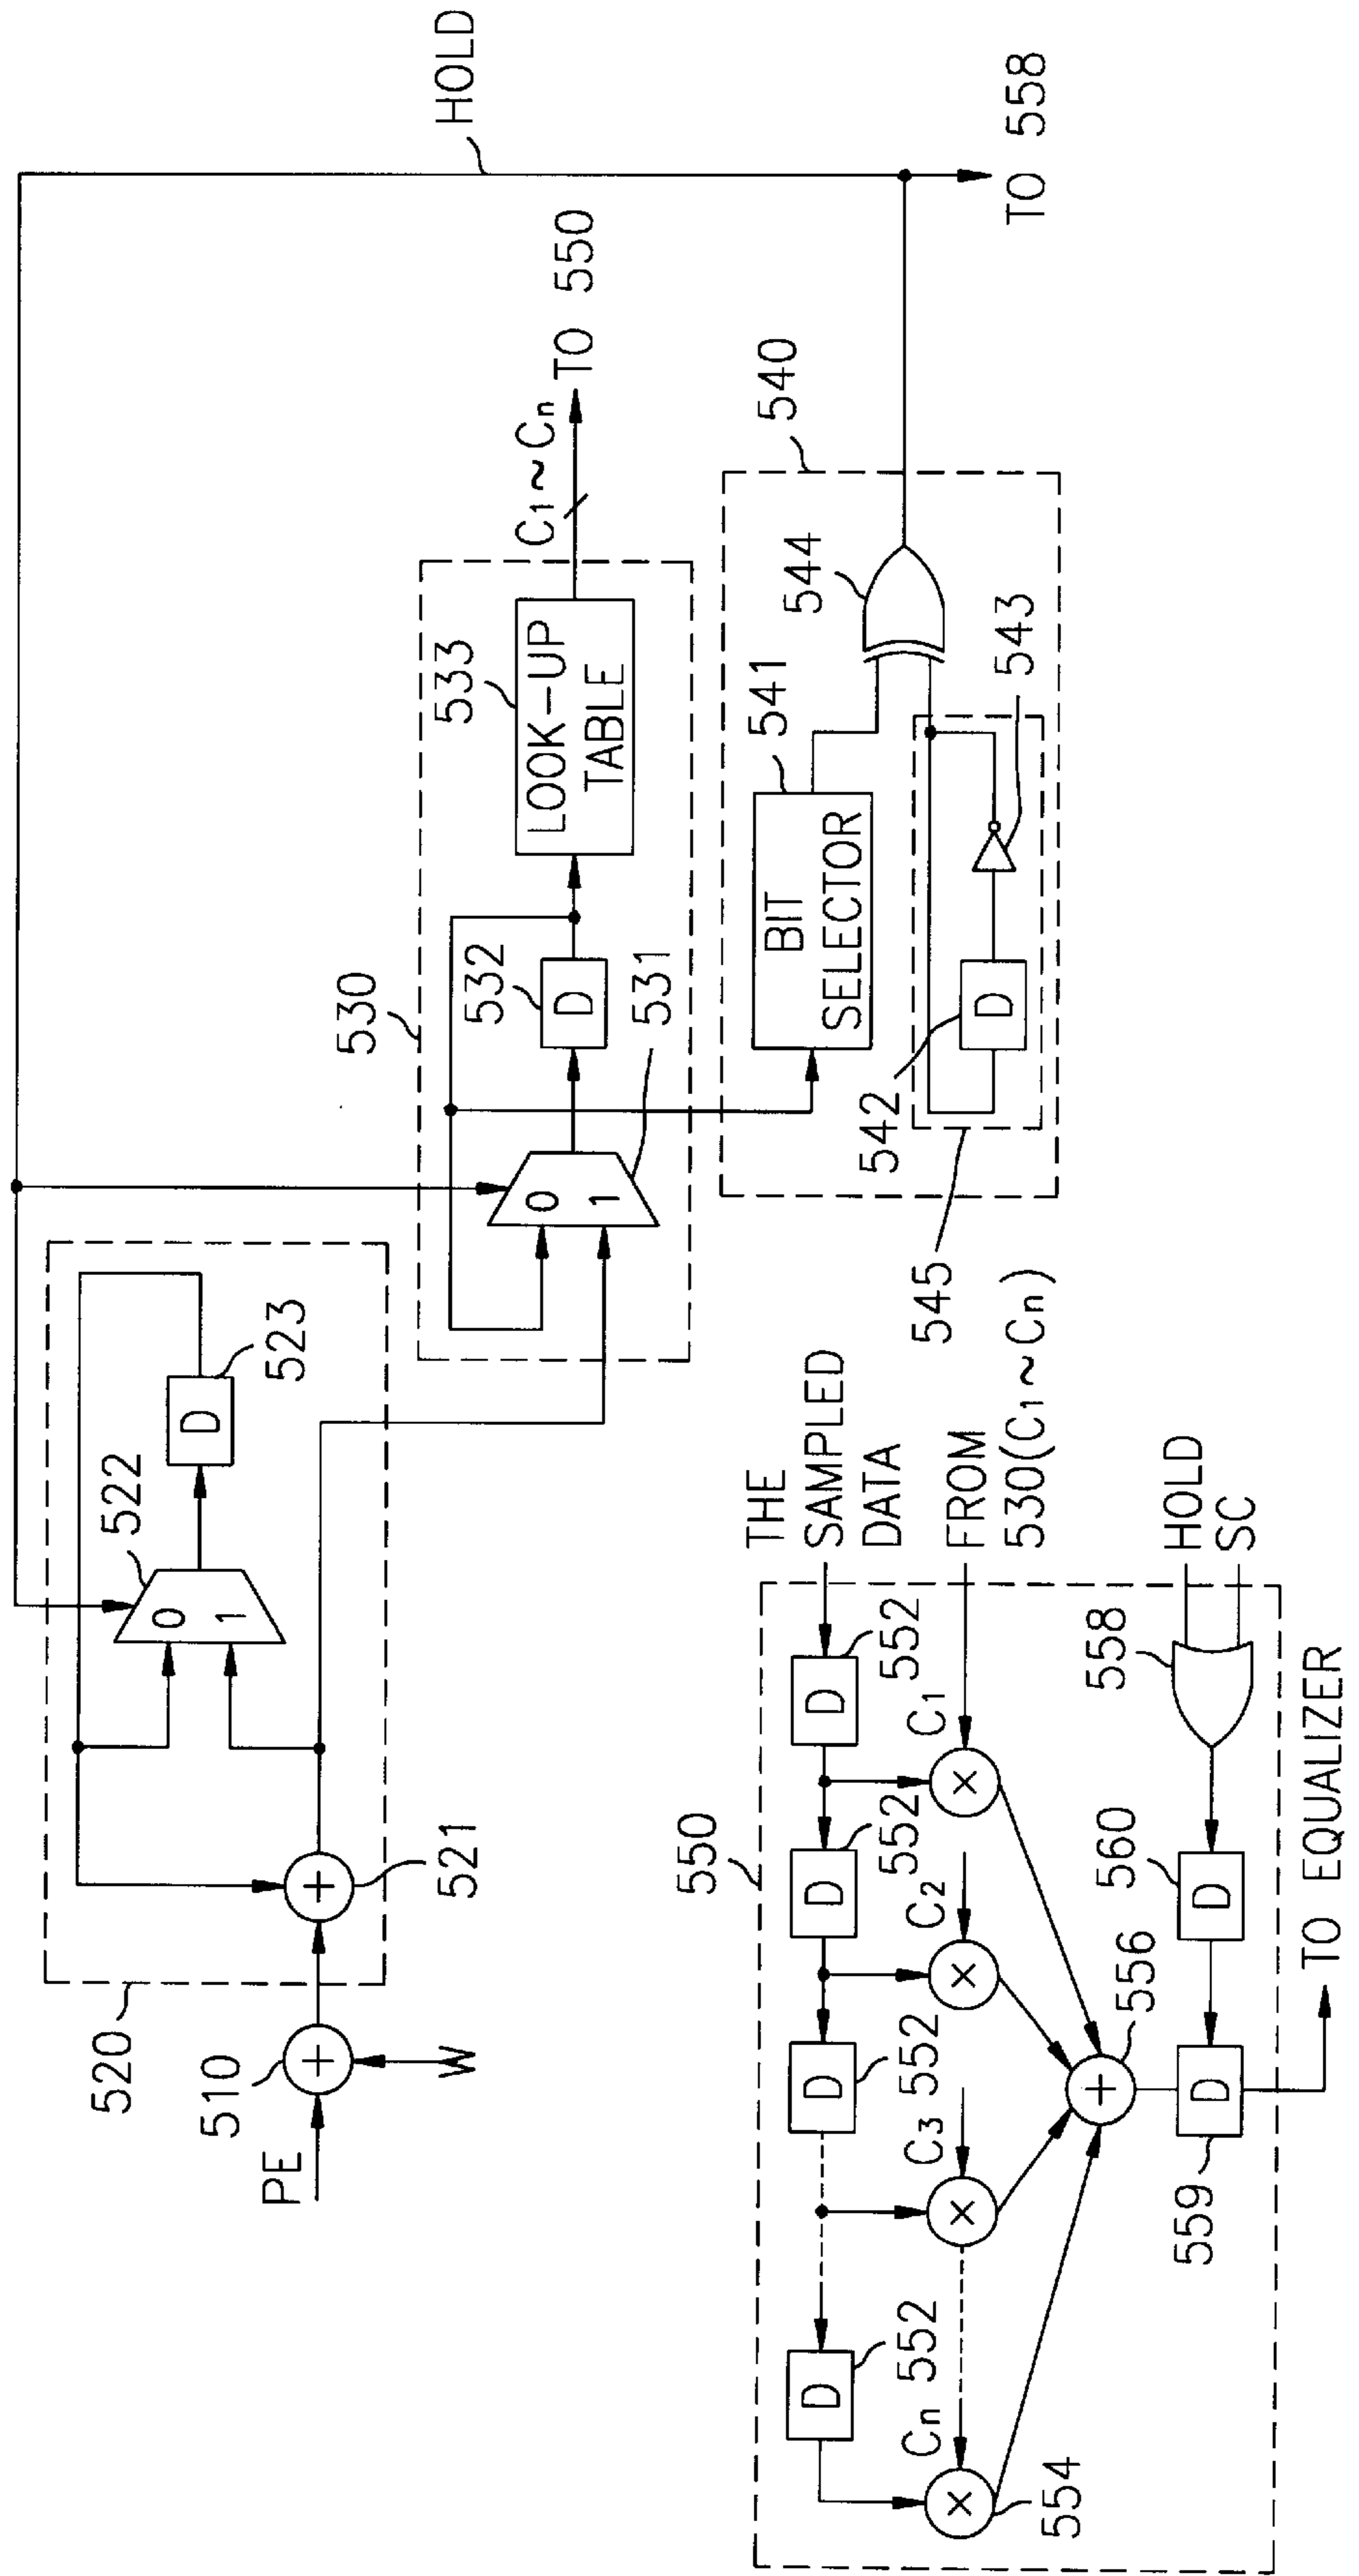 HOLD
TO 558
TO 550
C1 ~ Cn
540
544
543
541
BIT
SELECTOR
D
542
545
533
LOOK-UP
TABLE
530
532
D
531
0
1
522
0
1
D
523
520
+
521
510
+
PE
W
THE
SAMPLED
DATA
FROM
530(C1 ~ Cn)
HOLD
SC
550
D
552
D
552
D
552
D
552
C1
C2
C3
Cn
×
×
×
×
554
+
556
558
D
560
D
559
TO EQUALIZER